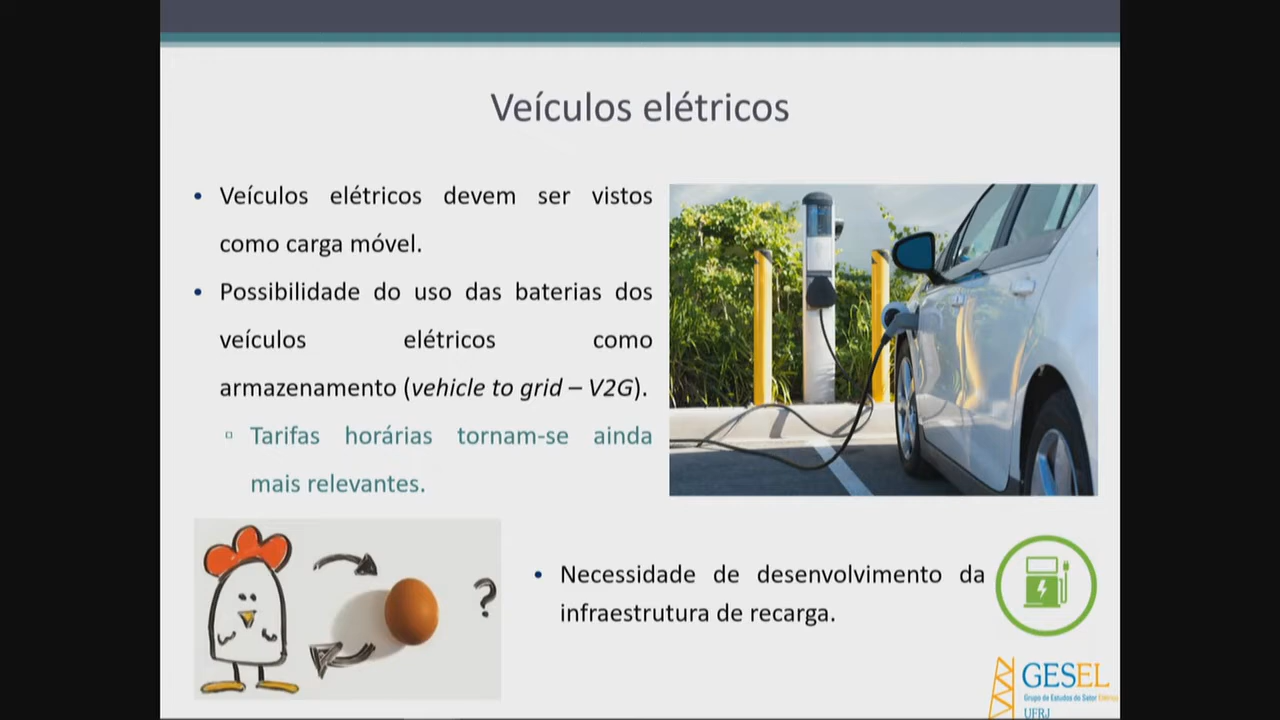 Veículos elétricos
• Veículos elétricos devem ser vistos
como carga móvel.
• Possibilidade do uso das baterias dos
veículos elétricos como
armazenamento (vehicle to grid – V2G).
▫ Tarifas horárias tornam-se ainda
mais relevantes.
?
• Necessidade de desenvolvimento da
infraestrutura de recarga.
GESEL
Grupo de Estudos do Setor Elétrico
UFRJ